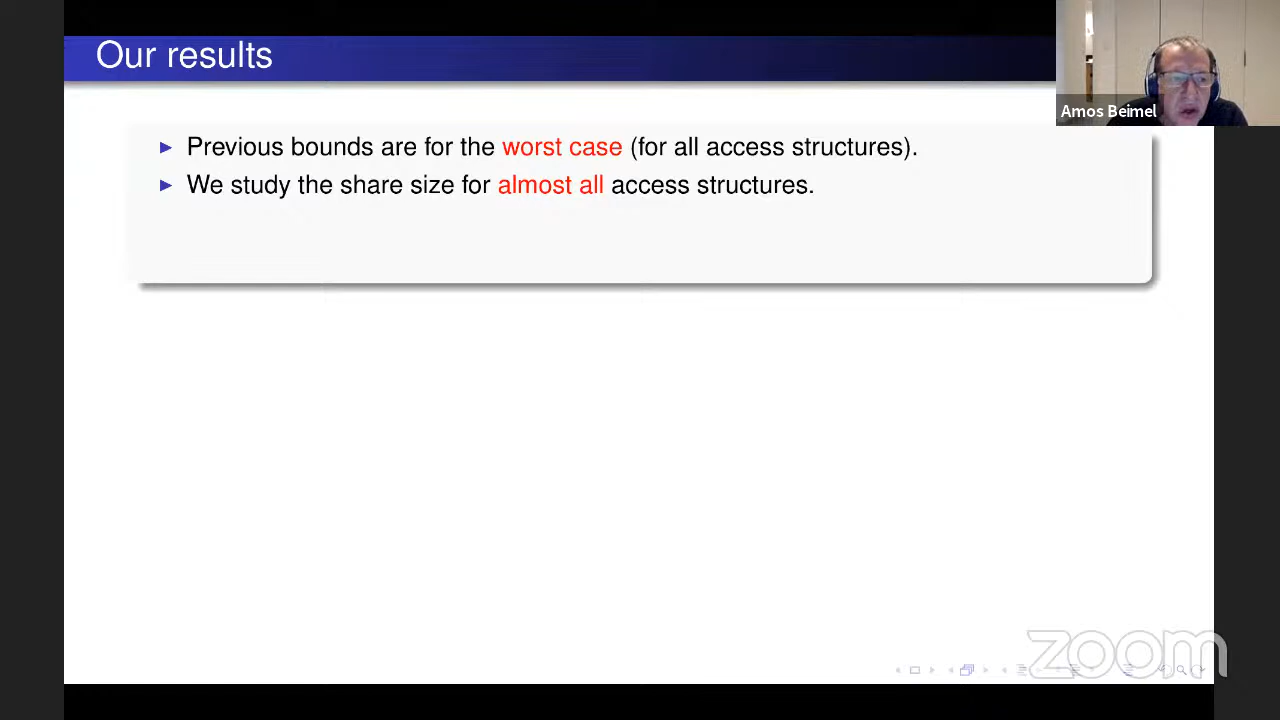 Our results
Amos Beimel
▶ Previous bounds are for the worst case (for all access structures).
▶ We study the share size for almost all access structures.
zoom